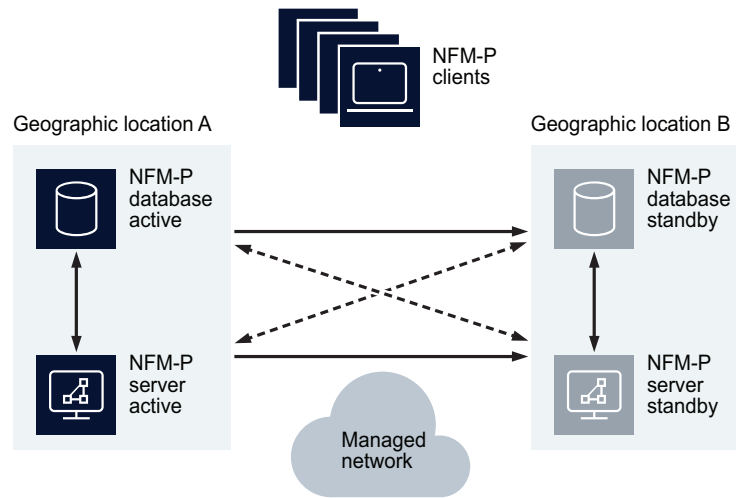 NFM-P
clients
Geographic location A
Geographic location B
NFM-P
database
active
NFM-P
database
standby
NFM-P
server
active
NFM-P
server
standby
Managed
network